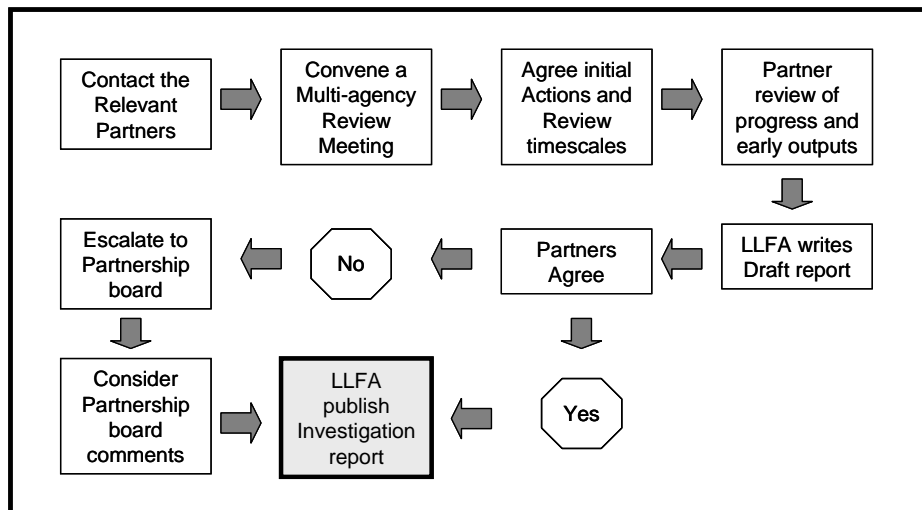 Contact the
Relevant
Partners
Convene a
Multi-agency
Review
Meeting
Agree initial
Actions and
Review
timescales
Partner
review of
progress and
early outputs
Escalate to
Partnership
board
No
Partners
Agree
LLFA writes
Draft report
Consider
Partnership
board
comments
LLFA
publish
Investigation
report
Yes